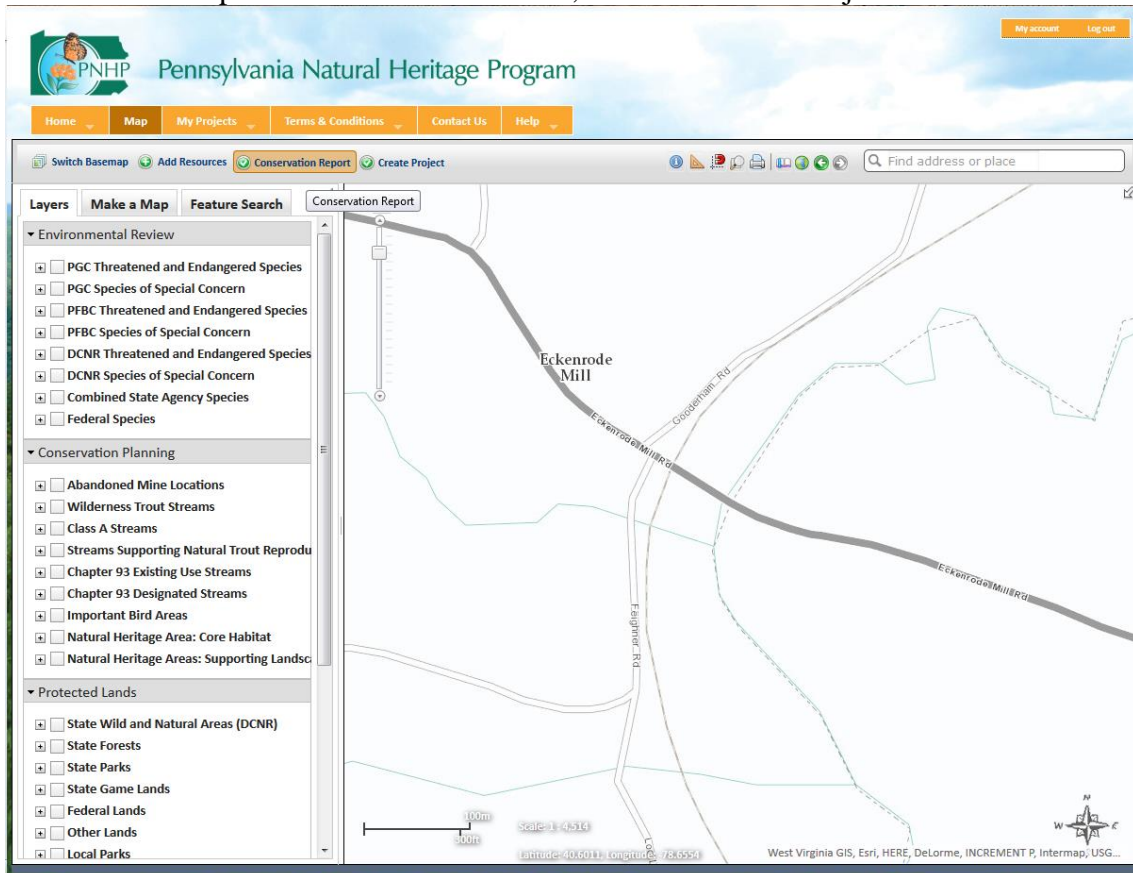 My account Log out
PNHP Pennsylvania Natural Heritage Program
Home Map My Projects Terms & Conditions Contact Us Help
Switch Basemap Add Resources Conservation Report Create Project Find address or place
Layers Make a Map Feature Search Conservation Report
Environmental Review
PGC Threatened and Endangered Species
PGC Species of Special Concern
PFBC Threatened and Endangered Species
PFBC Species of Special Concern
DCNR Threatened and Endangered Species
DCNR Species of Special Concern
Combined State Agency Species
Federal Species
Conservation Planning
Abandoned Mine Locations
Wilderness Trout Streams
Class A Streams
Streams Supporting Natural Trout Reprodu
Chapter 93 Existing Use Streams
Chapter 93 Designated Streams
Important Bird Areas
Natural Heritage Area: Core Habitat
Natural Heritage Areas: Supporting Landsc
Protected Lands
State Wild and Natural Areas (DCNR)
State Forests
State Parks
State Game Lands
Federal Lands
Other Lands
Local Parks
Eckenrode
Mill
Gooderham Rd
Eckenrode Mill Rd
Eckenrode Mill Rd
Feighner Rd
100m
500ft
Scale: 1 : 4,514
Latitude: 40.6011, Longitude: -78.6554
N
W E
West Virginia GIS, Esri, HERE, DeLorme, INCREMENT P, Intermap, USG...